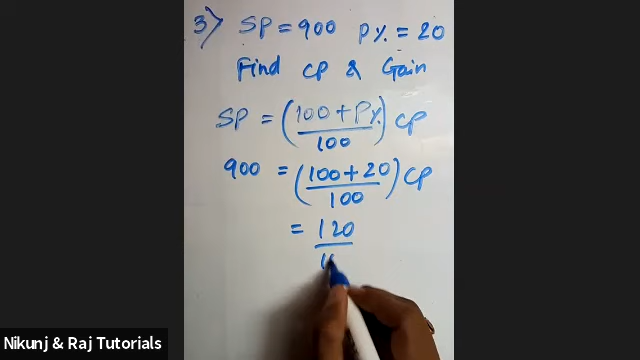 3) SP = 900 P% = 20
Find CP & Gain
SP = (100 + P% / 100) CP
900 = (100 + 20 / 100) CP
= 120
Nikunj & Raj Tutorials